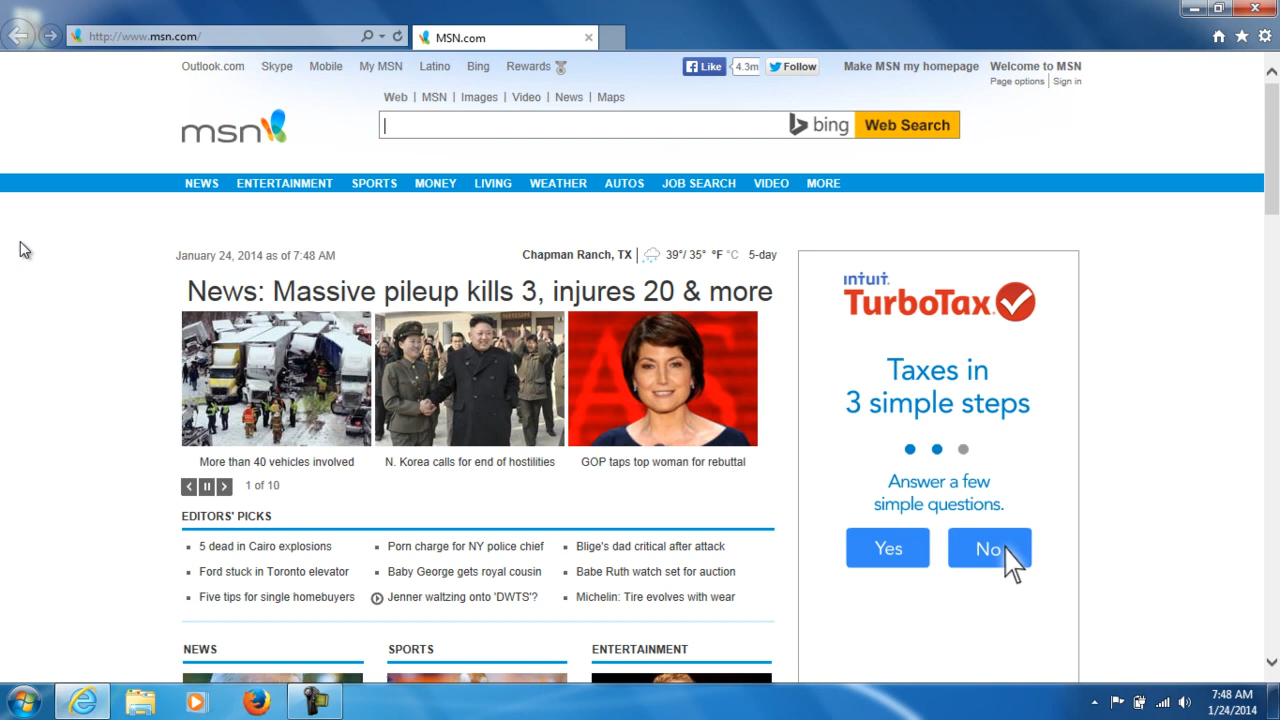 http://www.msn.com/
MSN.com
Outlook.com Skype Mobile My MSN Latino Bing Rewards
Like 4.3m Follow
Make MSN my homepage Welcome to MSN
Page options | Sign in
Web | MSN | Images | Video | News | Maps
msn
bing Web Search
NEWS ENTERTAINMENT SPORTS MONEY LIVING WEATHER AUTOS JOB SEARCH VIDEO MORE
January 24, 2014 as of 7:48 AM
Chapman Ranch, TX | 39°/ 35° °F °C 5-day
News: Massive pileup kills 3, injures 20 & more
More than 40 vehicles involved
N. Korea calls for end of hostilities
GOP taps top woman for rebuttal
1 of 10
EDITORS' PICKS
5 dead in Cairo explosions
Ford stuck in Toronto elevator
Five tips for single homebuyers
Porn charge for NY police chief
Baby George gets royal cousin
Jenner waltzing onto 'DWTS'?
Blige's dad critical after attack
Babe Ruth watch set for auction
Michelin: Tire evolves with wear
NEWS SPORTS ENTERTAINMENT
INTUIT
TurboTax
Taxes in
3 simple steps
Answer a few
simple questions.
Yes No
7:48 AM
1/24/2014